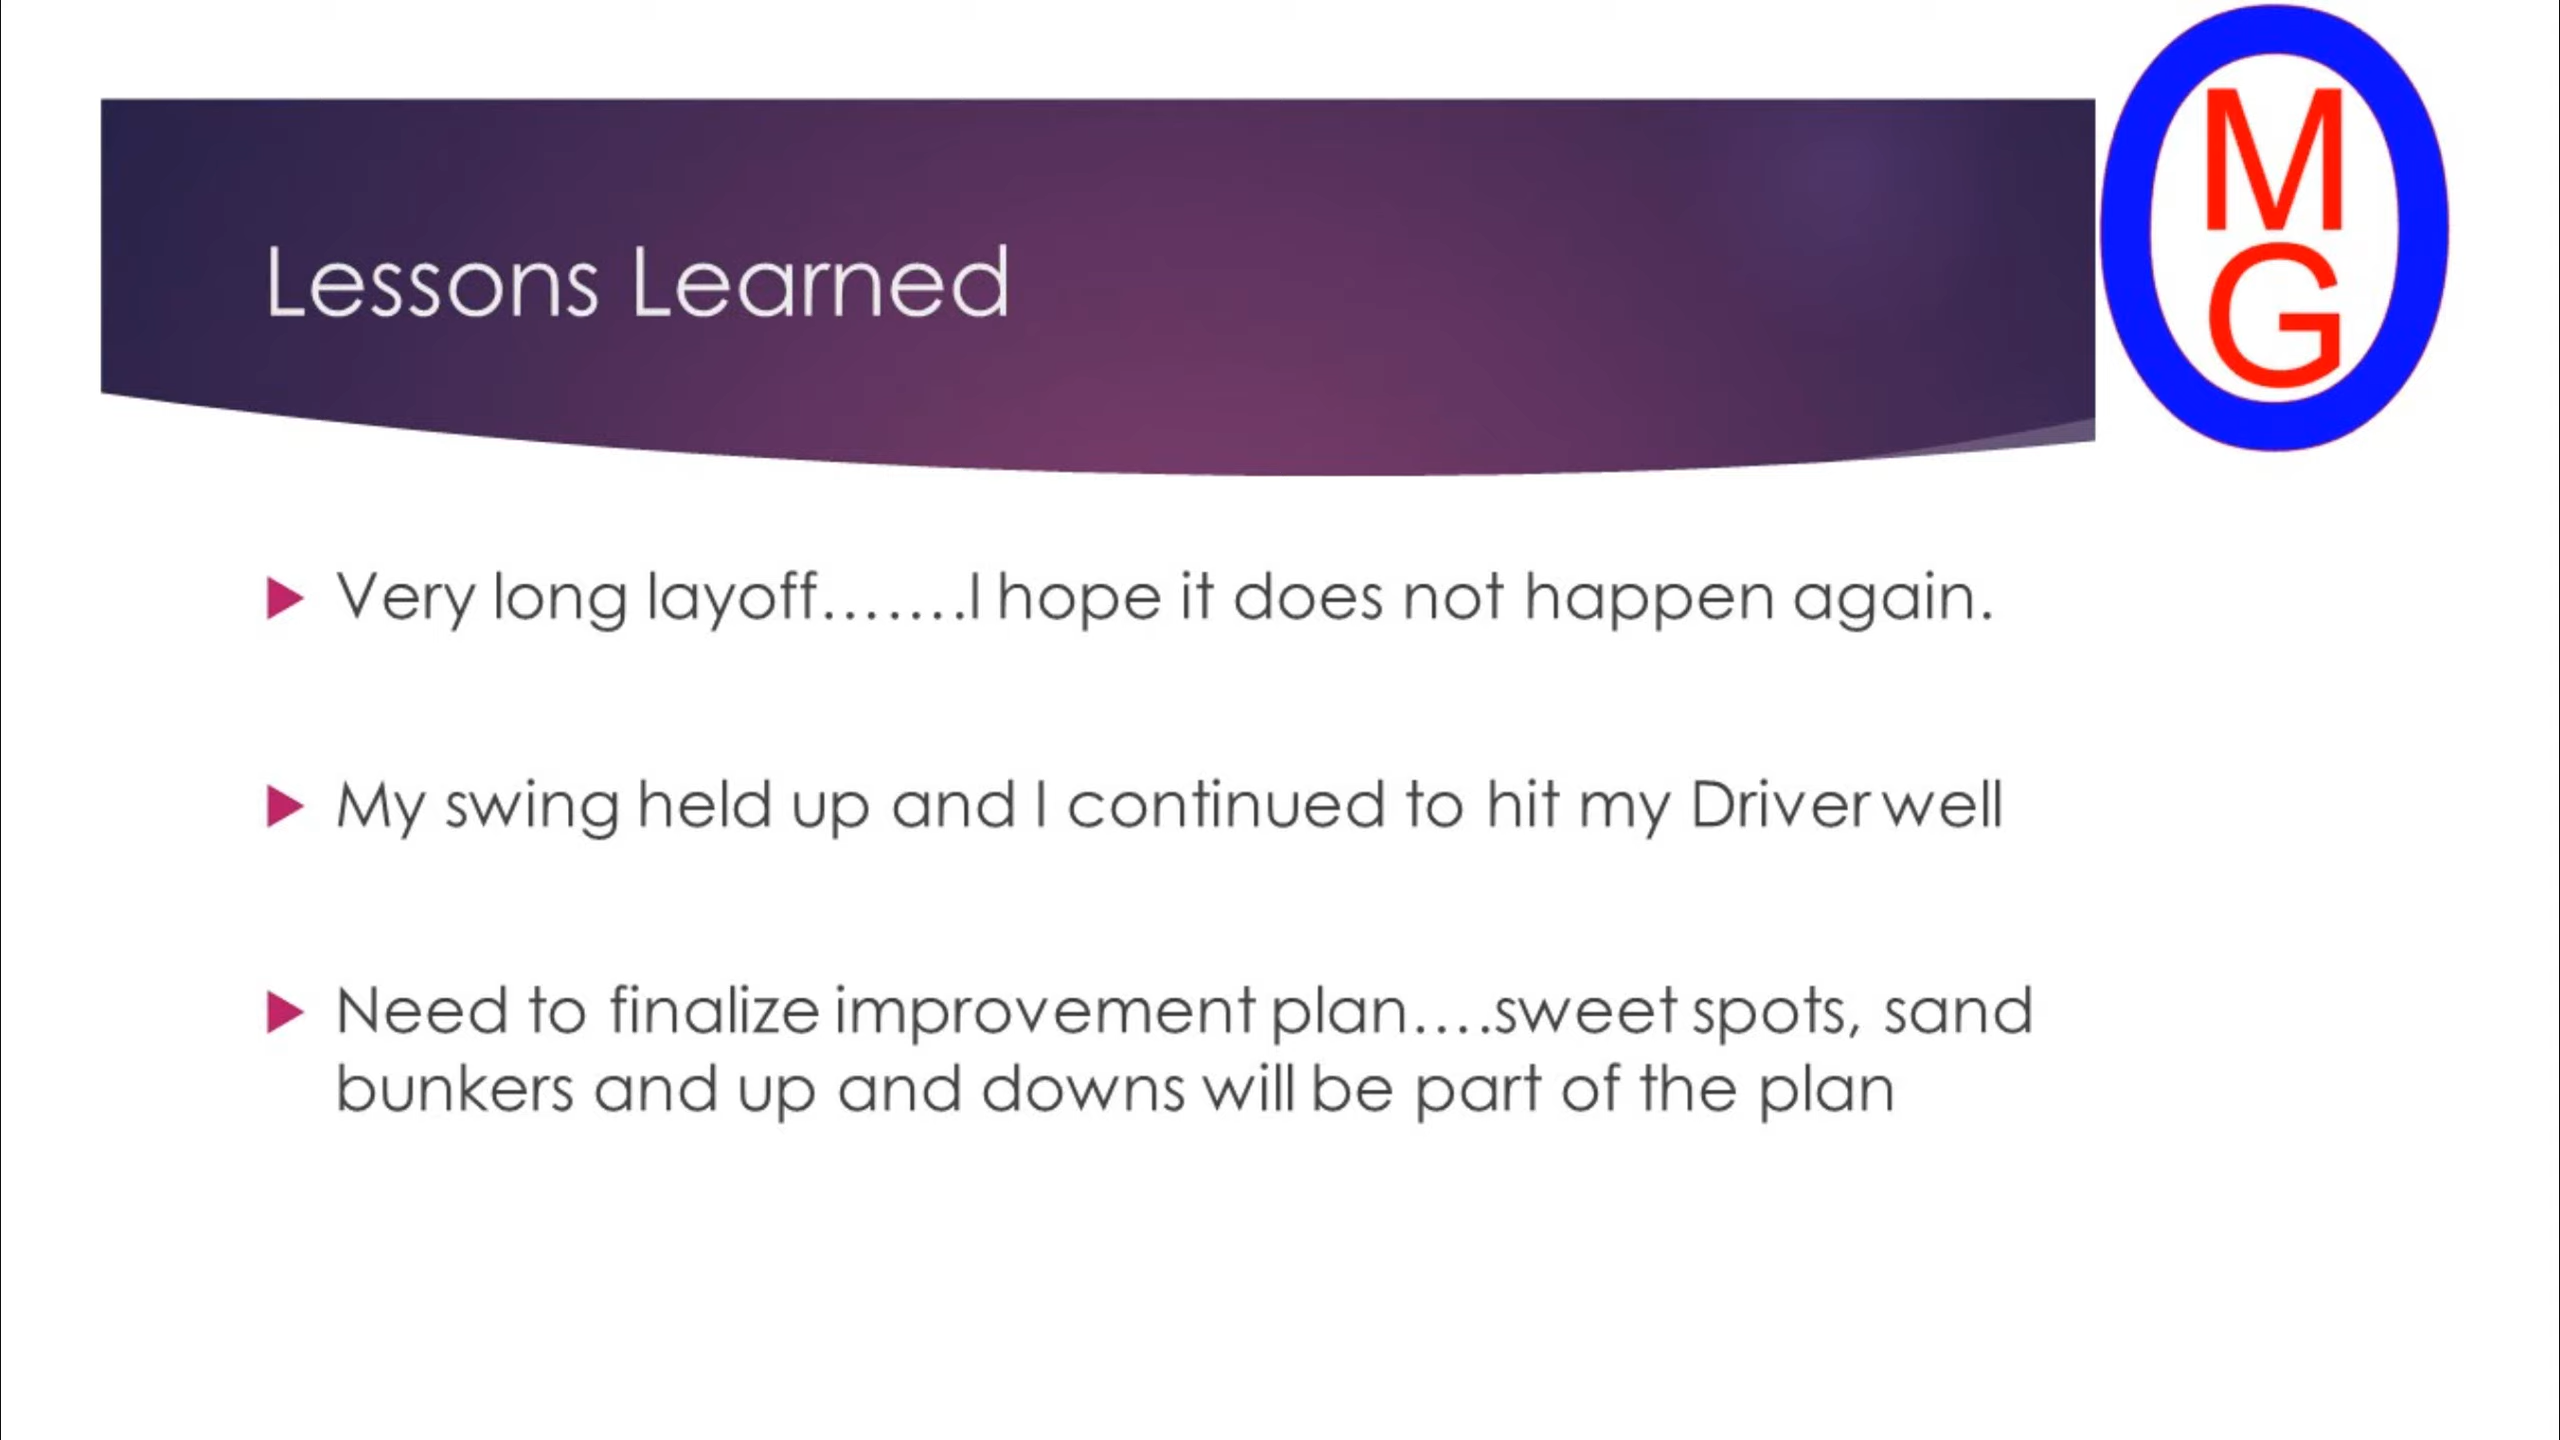 Lessons Learned
M
G
Very long layoff.......I hope it does not happen again.
My swing held up and I continued to hit my Driver well
Need to finalize improvement plan....sweet spots, sand
bunkers and up and downs will be part of the plan